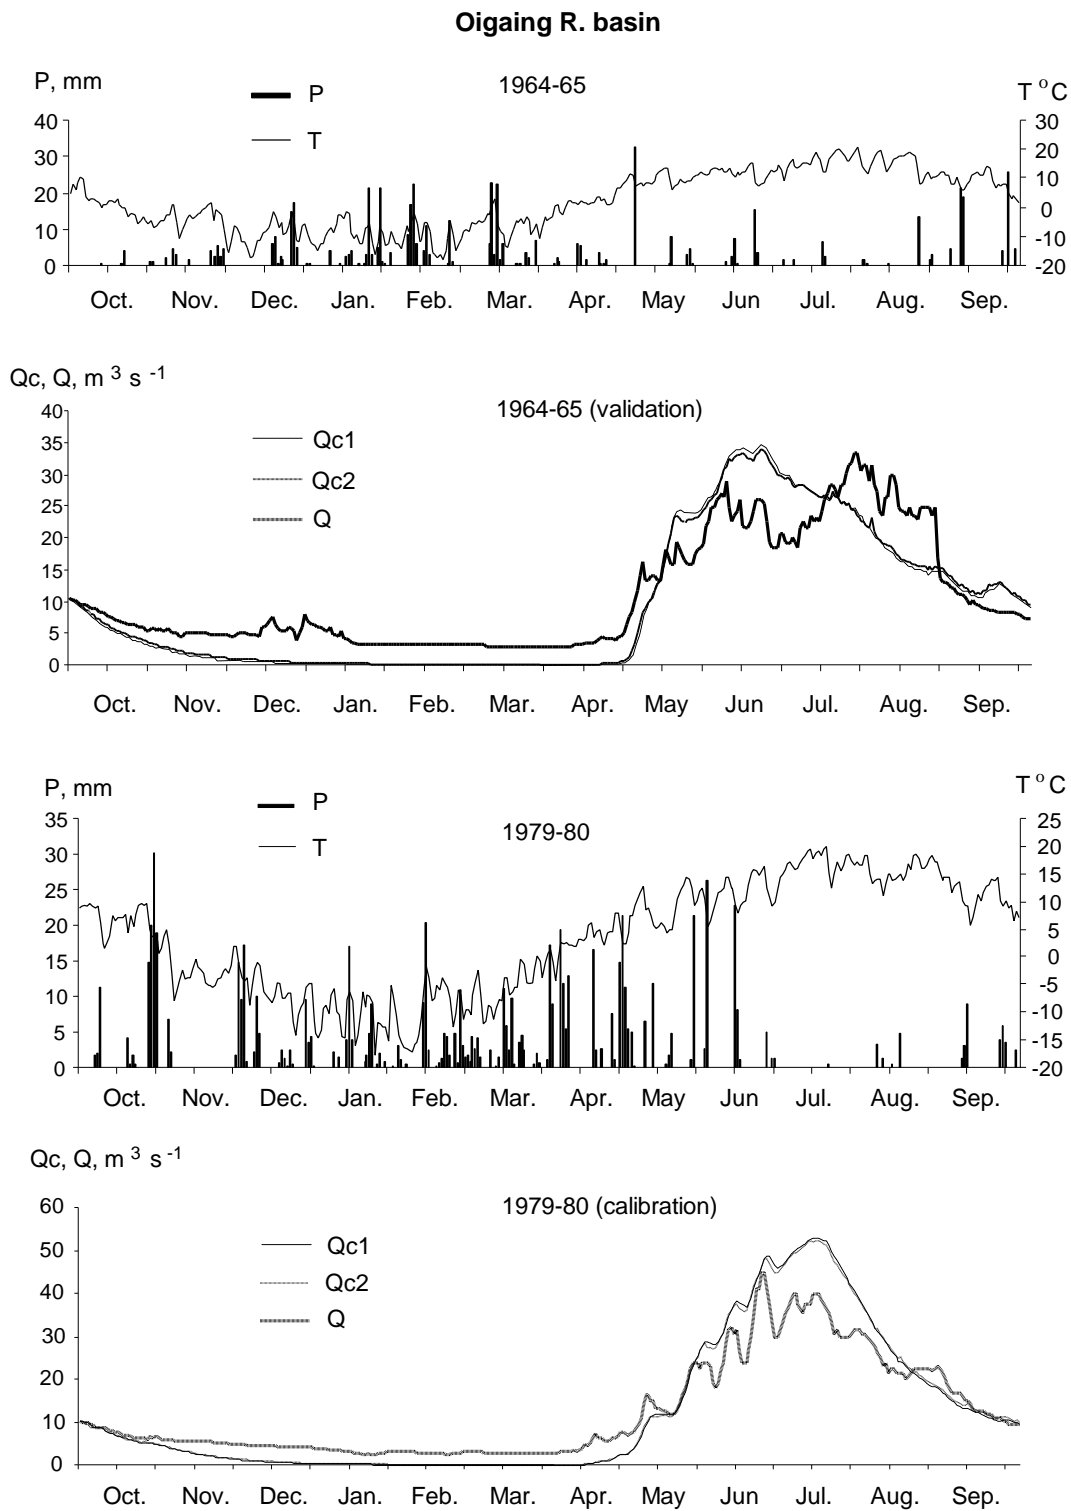 Oigaing R. basin
P, mm
1964-65
T °C
P
T
40
30
20
10
0
30
20
10
0
-10
-20
Oct. Nov. Dec. Jan. Feb. Mar. Apr. May Jun Jul. Aug. Sep.
Qc, Q, m 3 s -1
1964-65 (validation)
Qc1
Qc2
Q
40
35
30
25
20
15
10
5
0
Oct. Nov. Dec. Jan. Feb. Mar. Apr. May Jun Jul. Aug. Sep.
P, mm
1979-80
T °C
P
T
35
30
25
20
15
10
5
0
25
20
15
10
5
0
-5
-10
-15
-20
Oct. Nov. Dec. Jan. Feb. Mar. Apr. May Jun Jul. Aug. Sep.
Qc, Q, m 3 s -1
1979-80 (calibration)
Qc1
Qc2
Q
60
50
40
30
20
10
0
Oct. Nov. Dec. Jan. Feb. Mar. Apr. May Jun Jul. Aug. Sep.